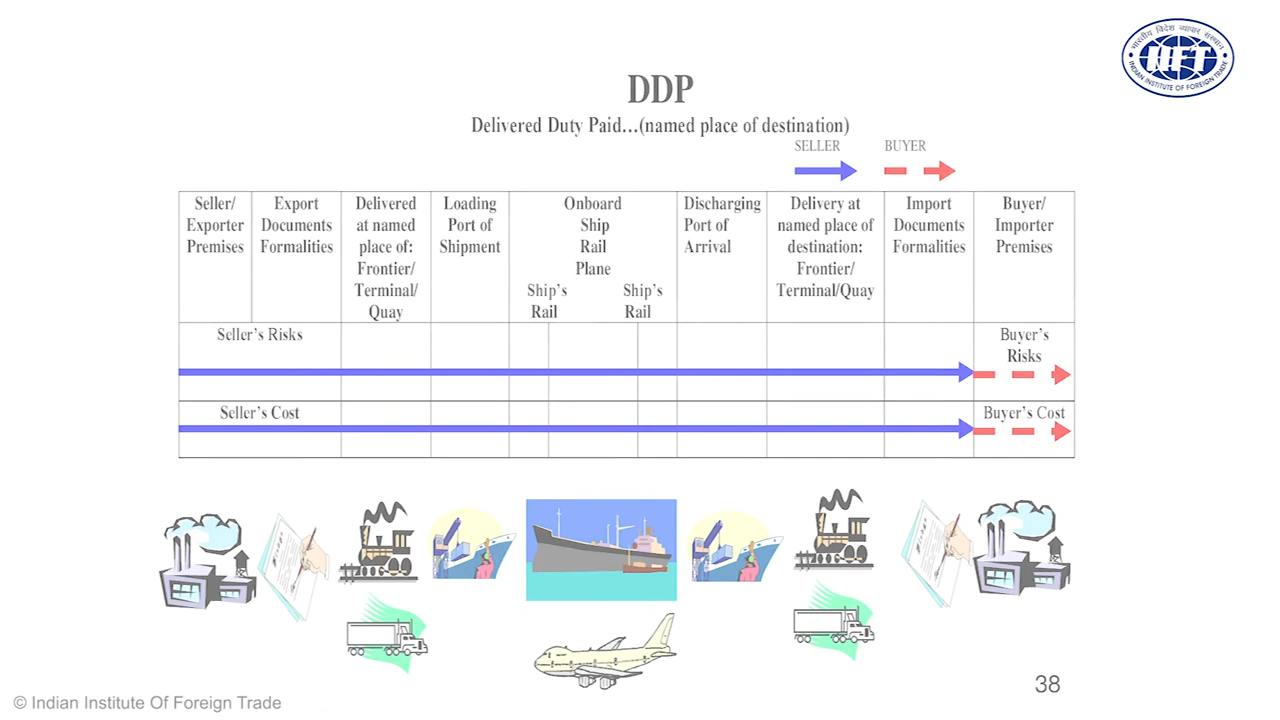 भारतीय विदेश व्यापार संस्थान
IIFT
INDIAN INSTITUTE OF FOREIGN TRADE
DDP
Delivered Duty Paid...(named place of destination)
SELLER
BUYER
Seller/
Exporter
Premises
Export
Documents
Formalities
Delivered
at named
place of:
Frontier/
Terminal/
Quay
Loading
Port of
Shipment
Onboard
Ship
Rail
Plane
Ship's
Rail
Ship's
Rail
Discharging
Port of
Arrival
Delivery at
named place of
destination:
Frontier/
Terminal/Quay
Import
Documents
Formalities
Buyer/
Importer
Premises
Seller's Risks
Buyer's
Risks
Seller's Cost
Buyer's Cost
38
© Indian Institute Of Foreign Trade